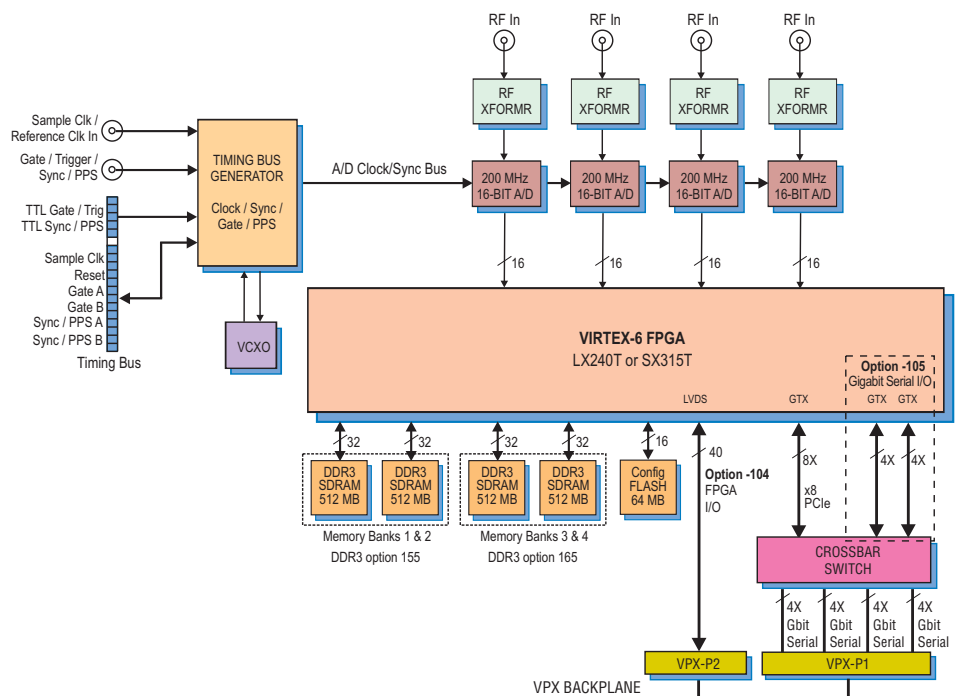 RF In
RF In
RF In
RF In
RF
XFORMR
RF
XFORMR
RF
XFORMR
RF
XFORMR
Sample Clk /
Reference Clk In
Gate / Trigger /
Sync / PPS
TTL Gate / Trig
TTL Sync / PPS
Sample Clk
Reset
Gate A
Gate B
Sync / PPS A
Sync / PPS B
Timing Bus
TIMING BUS
GENERATOR
Clock / Sync /
Gate / PPS
VCXO
A/D Clock/Sync Bus
200 MHz
16-BIT A/D
200 MHz
16-BIT A/D
200 MHz
16-BIT A/D
200 MHz
16-BIT A/D
16
16
16
16
VIRTEX-6 FPGA
LX240T or SX315T
Option -105
Gigabit Serial I/O
LVDS
GTX
GTX
GTX
32
32
32
32
16
40
8X
4X
4X
DDR3
SDRAM
512 MB
DDR3
SDRAM
512 MB
DDR3
SDRAM
512 MB
DDR3
SDRAM
512 MB
Config
FLASH
64 MB
Option -104
FPGA
I/O
x8
PCIe
Memory Banks 1 & 2
DDR3 option 155
Memory Banks 3 & 4
DDR3 option 165
CROSSBAR
SWITCH
4X
Gbit
Serial
4X
Gbit
Serial
4X
Gbit
Serial
4X
Gbit
Serial
VPX-P2
VPX-P1
VPX BACKPLANE